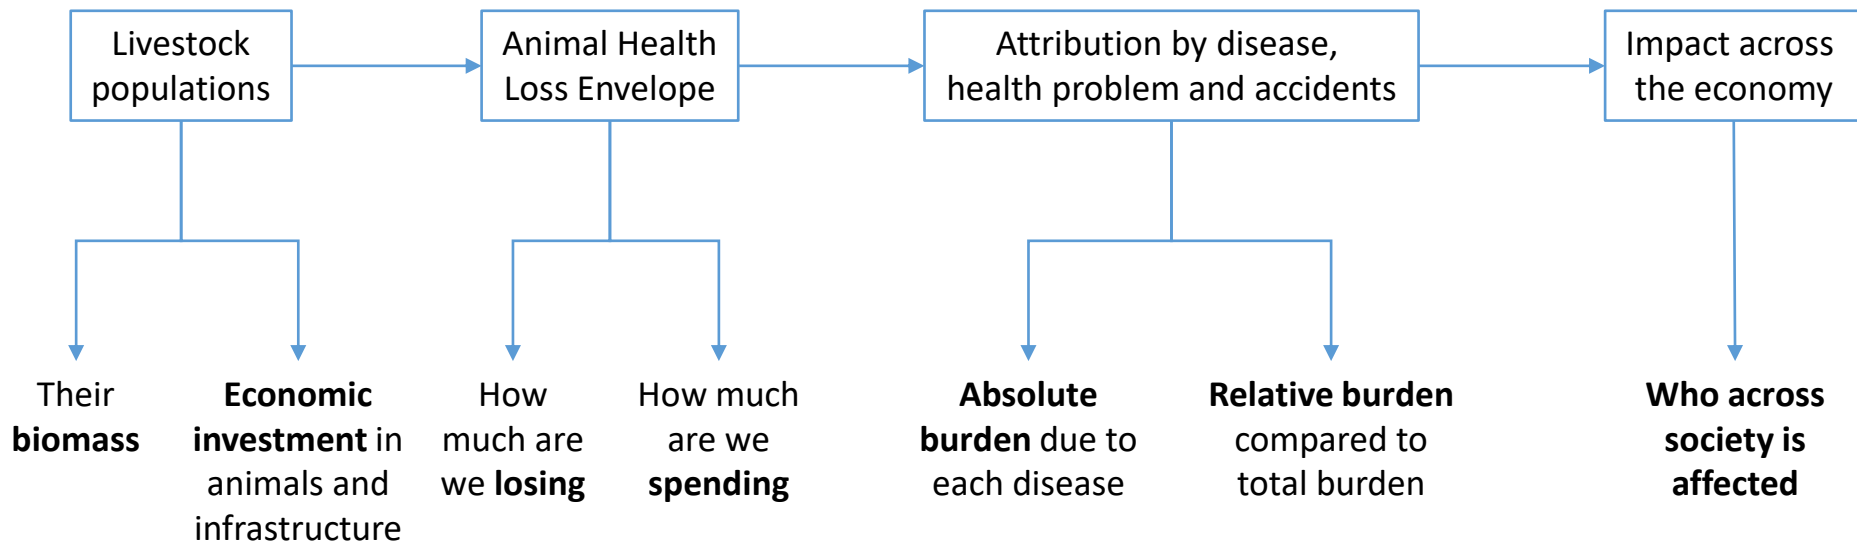 Livestock
populations
Animal Health
Loss Envelope
Attribution by disease,
health problem and accidents
Impact across
the economy
Their
biomass
Economic
investment in
animals and
infrastructure
How
much are
we losing
How much
are we
spending
Absolute
burden due to
each disease
Relative burden
compared to
total burden
Who across
society is
affected